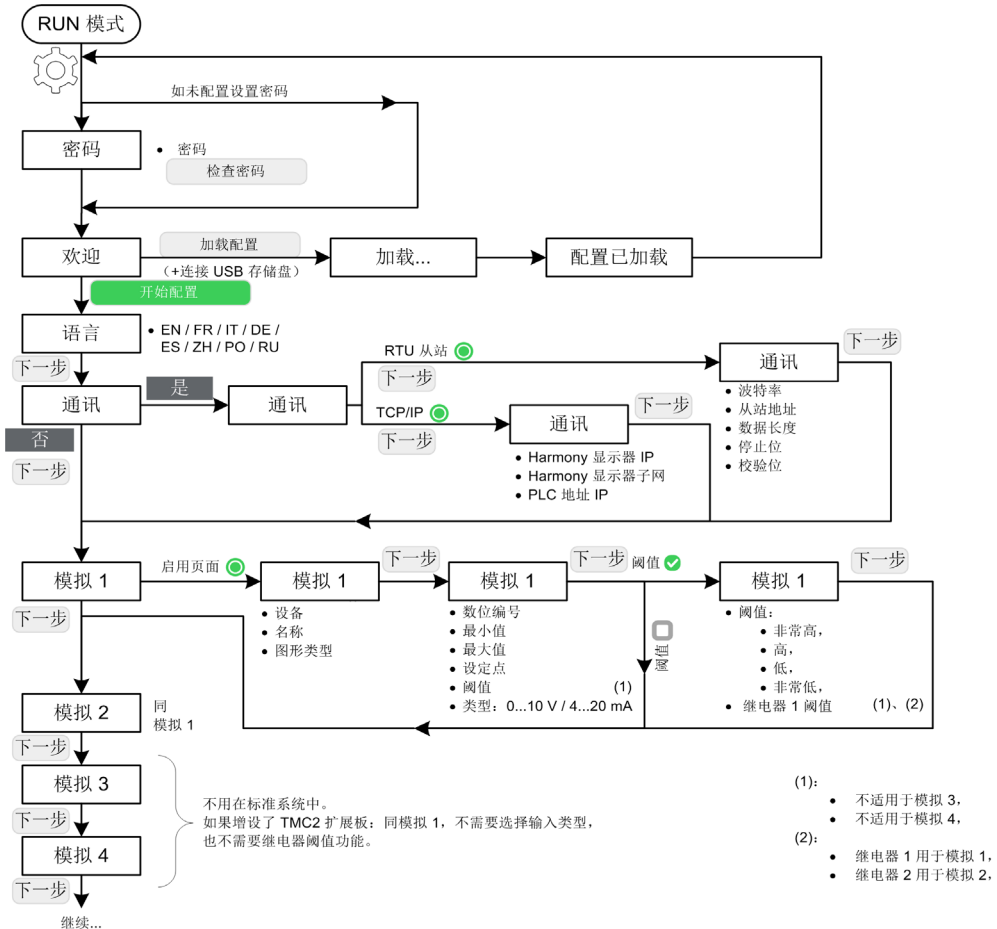 RUN 模式
如未配置设置密码
密码
• 密码
检查密码
欢迎
加载配置
（+连接 USB 存储盘）
加载...
配置已加载
开始配置
语言
• EN / FR / IT / DE /
ES / ZH / PO / RU
下一步
通讯
是
通讯
RTU 从站
下一步
通讯
下一步
• 波特率
• 从站地址
• 数据长度
• 停止位
• 校验位
TCP/IP
下一步
通讯
下一步
• Harmony 显示器 IP
• Harmony 显示器子网
• PLC 地址 IP
否
下一步
模拟 1
启用页面
模拟 1
• 设备
• 名称
• 图形类型
下一步
模拟 1
• 数位编号
• 最小值
• 最大值
• 设定点
• 阈值 (1)
• 类型：0...10 V / 4...20 mA
下一步
阈值
阈值
模拟 1
• 阈值：
• 非常高，
• 高，
• 低，
• 非常低，
• 继电器 1 阈值 (1)、(2)
下一步
下一步
模拟 2
同
模拟 1
下一步
模拟 3
下一步
模拟 4
下一步
继续...
不用在标准系统中。
如果增设了 TMC2 扩展板：同模拟 1，不需要选择输入类型，
也不需要继电器阈值功能。
(1)：
• 不适用于模拟 3，
• 不适用于模拟 4，
(2)：
• 继电器 1 用于模拟 1，
• 继电器 2 用于模拟 2，